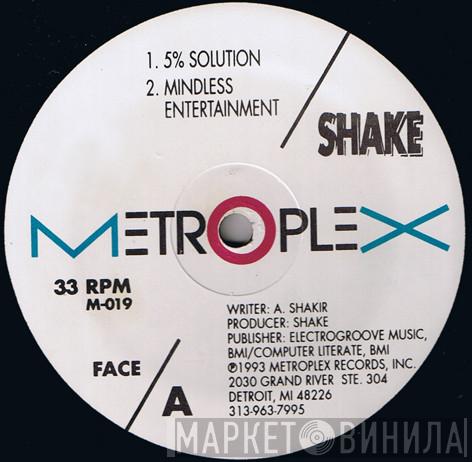 1. 5% SOLUTION
2. MINDLESS
ENTERTAINMENT
SHAKE
METROPLEX
33 RPM
M-019
WRITER: A. SHAKIR
PRODUCER: SHAKE
PUBLISHER: ELECTROGROOVE MUSIC,
BMI/COMPUTER LITERATE, BMI
℗1993 METROPLEX RECORDS, INC.
2030 GRAND RIVER STE. 304
DETROIT, MI 48226
313-963-7995
FACE / A
МАРКЕТ ВИНИЛА